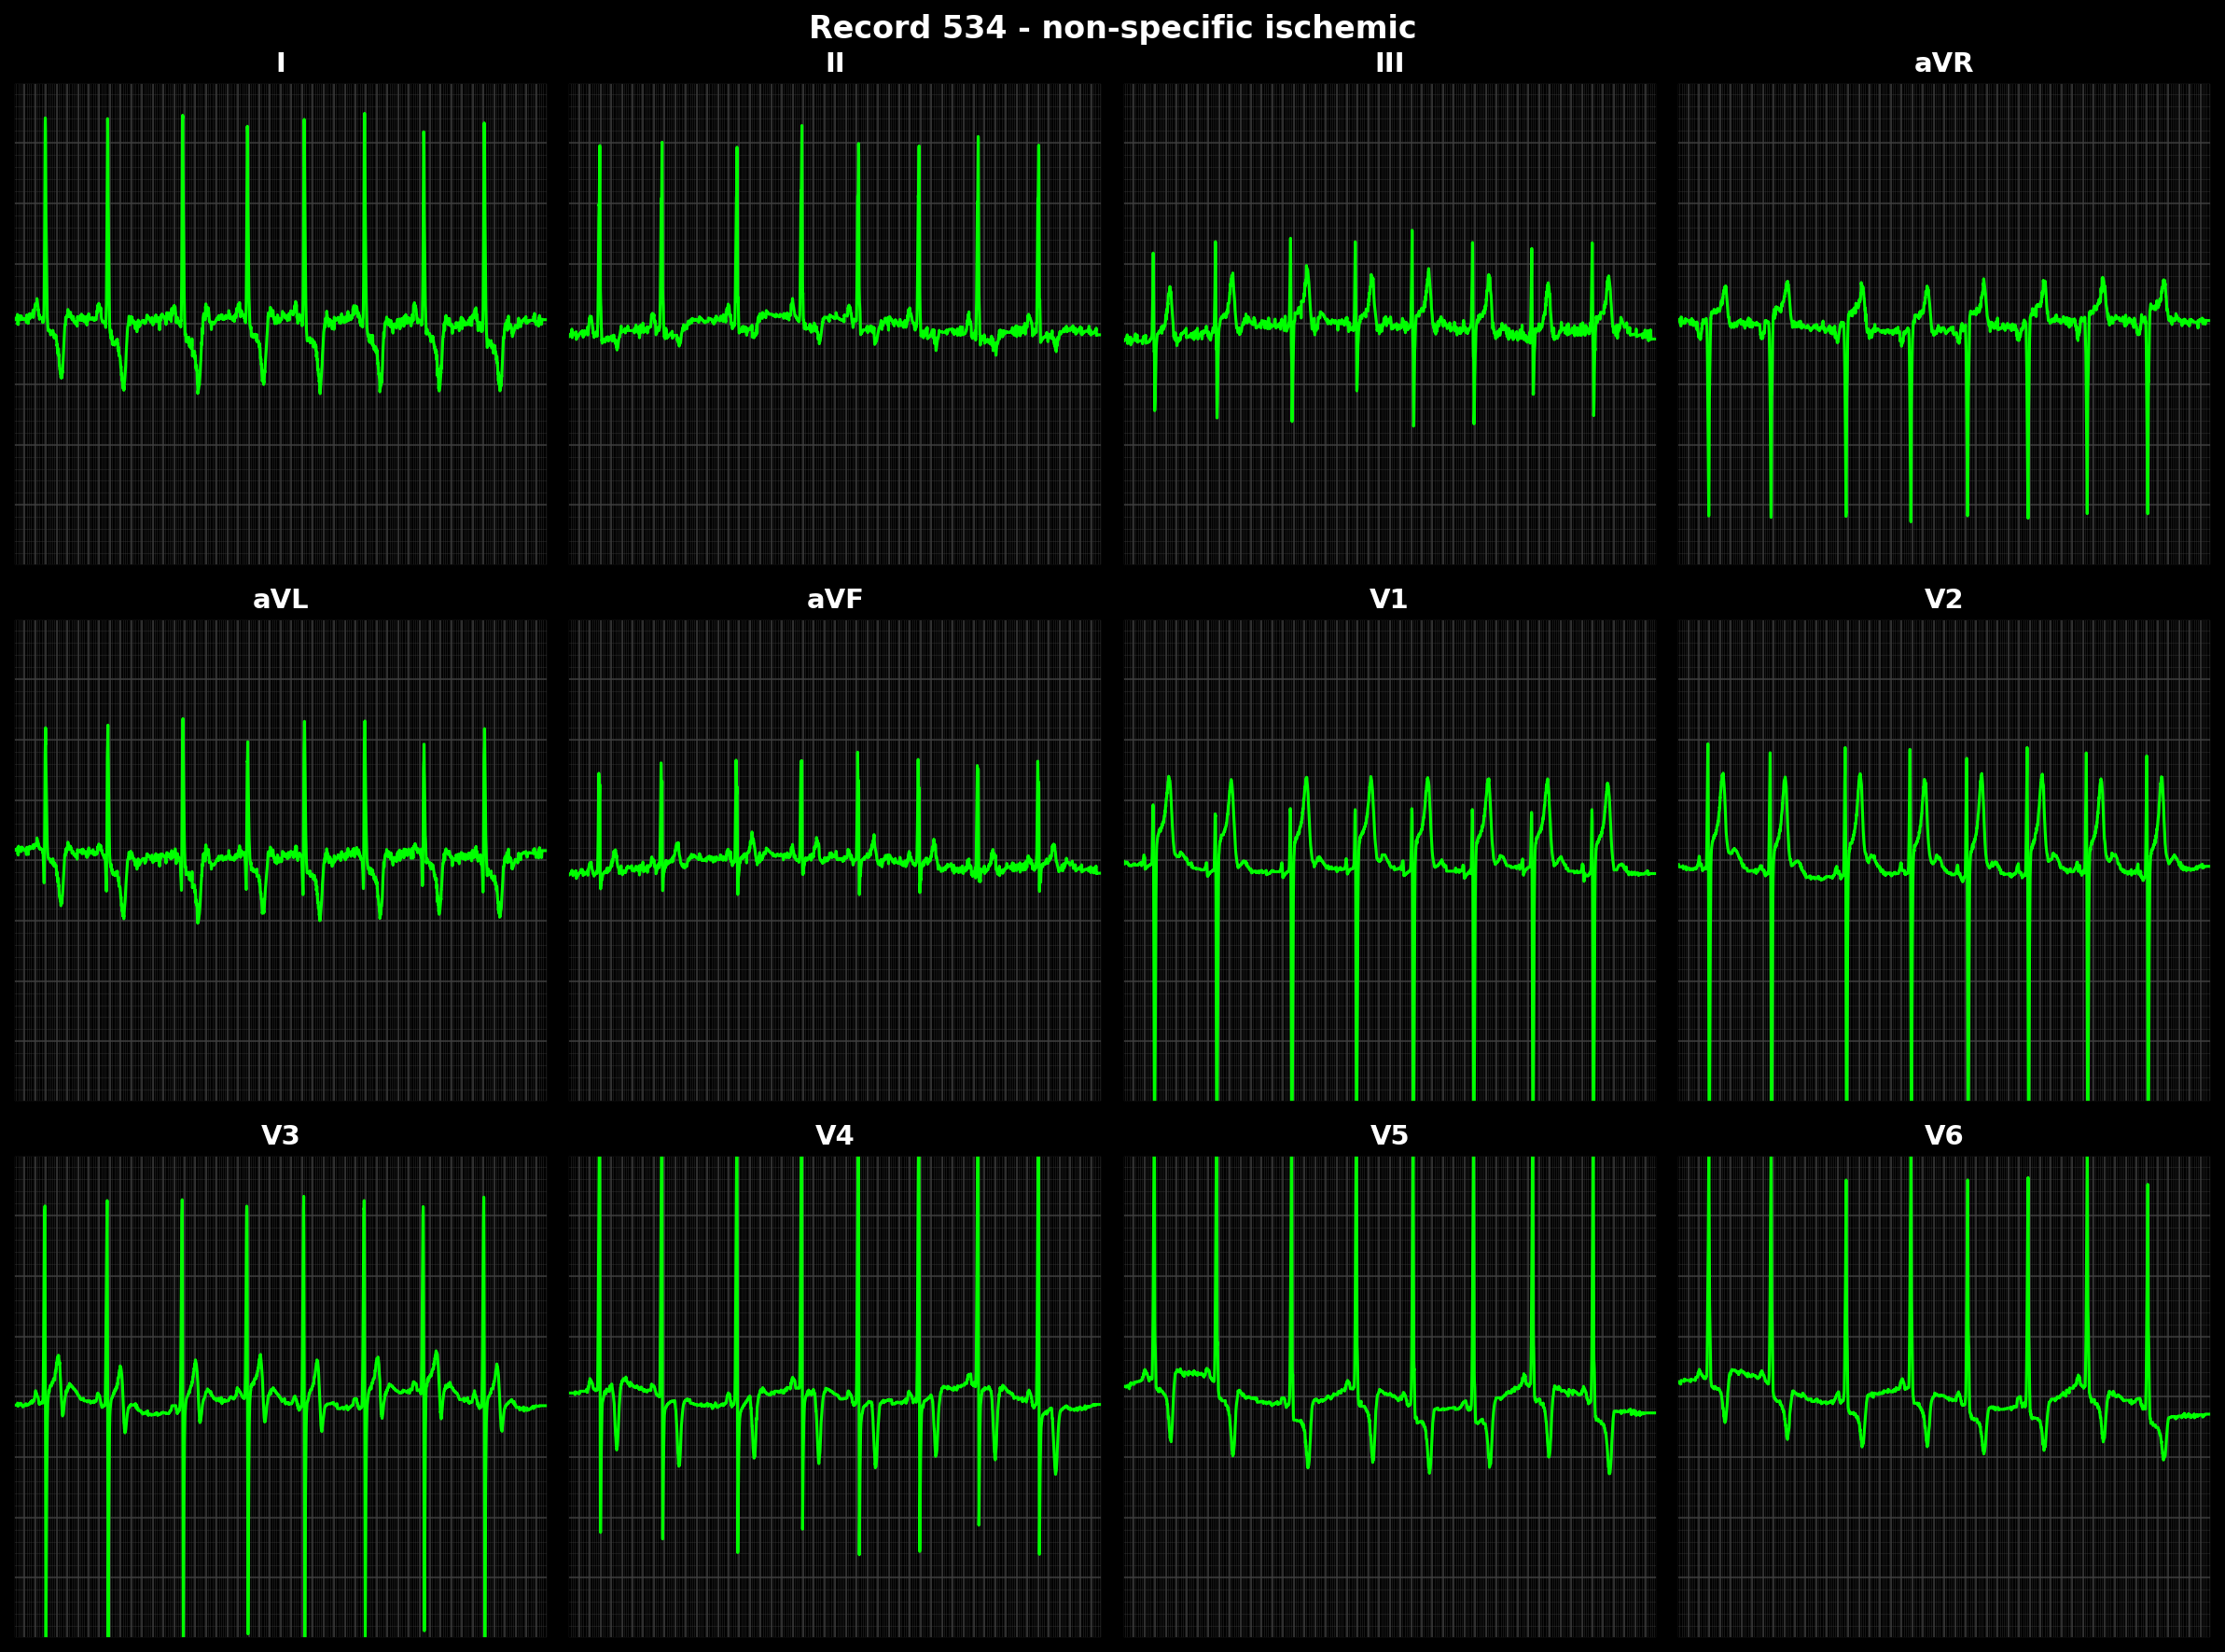 Record 534 - non-specific ischemic
I
II
III
aVR
aVL
aVF
V1
V2
V3
V4
V5
V6